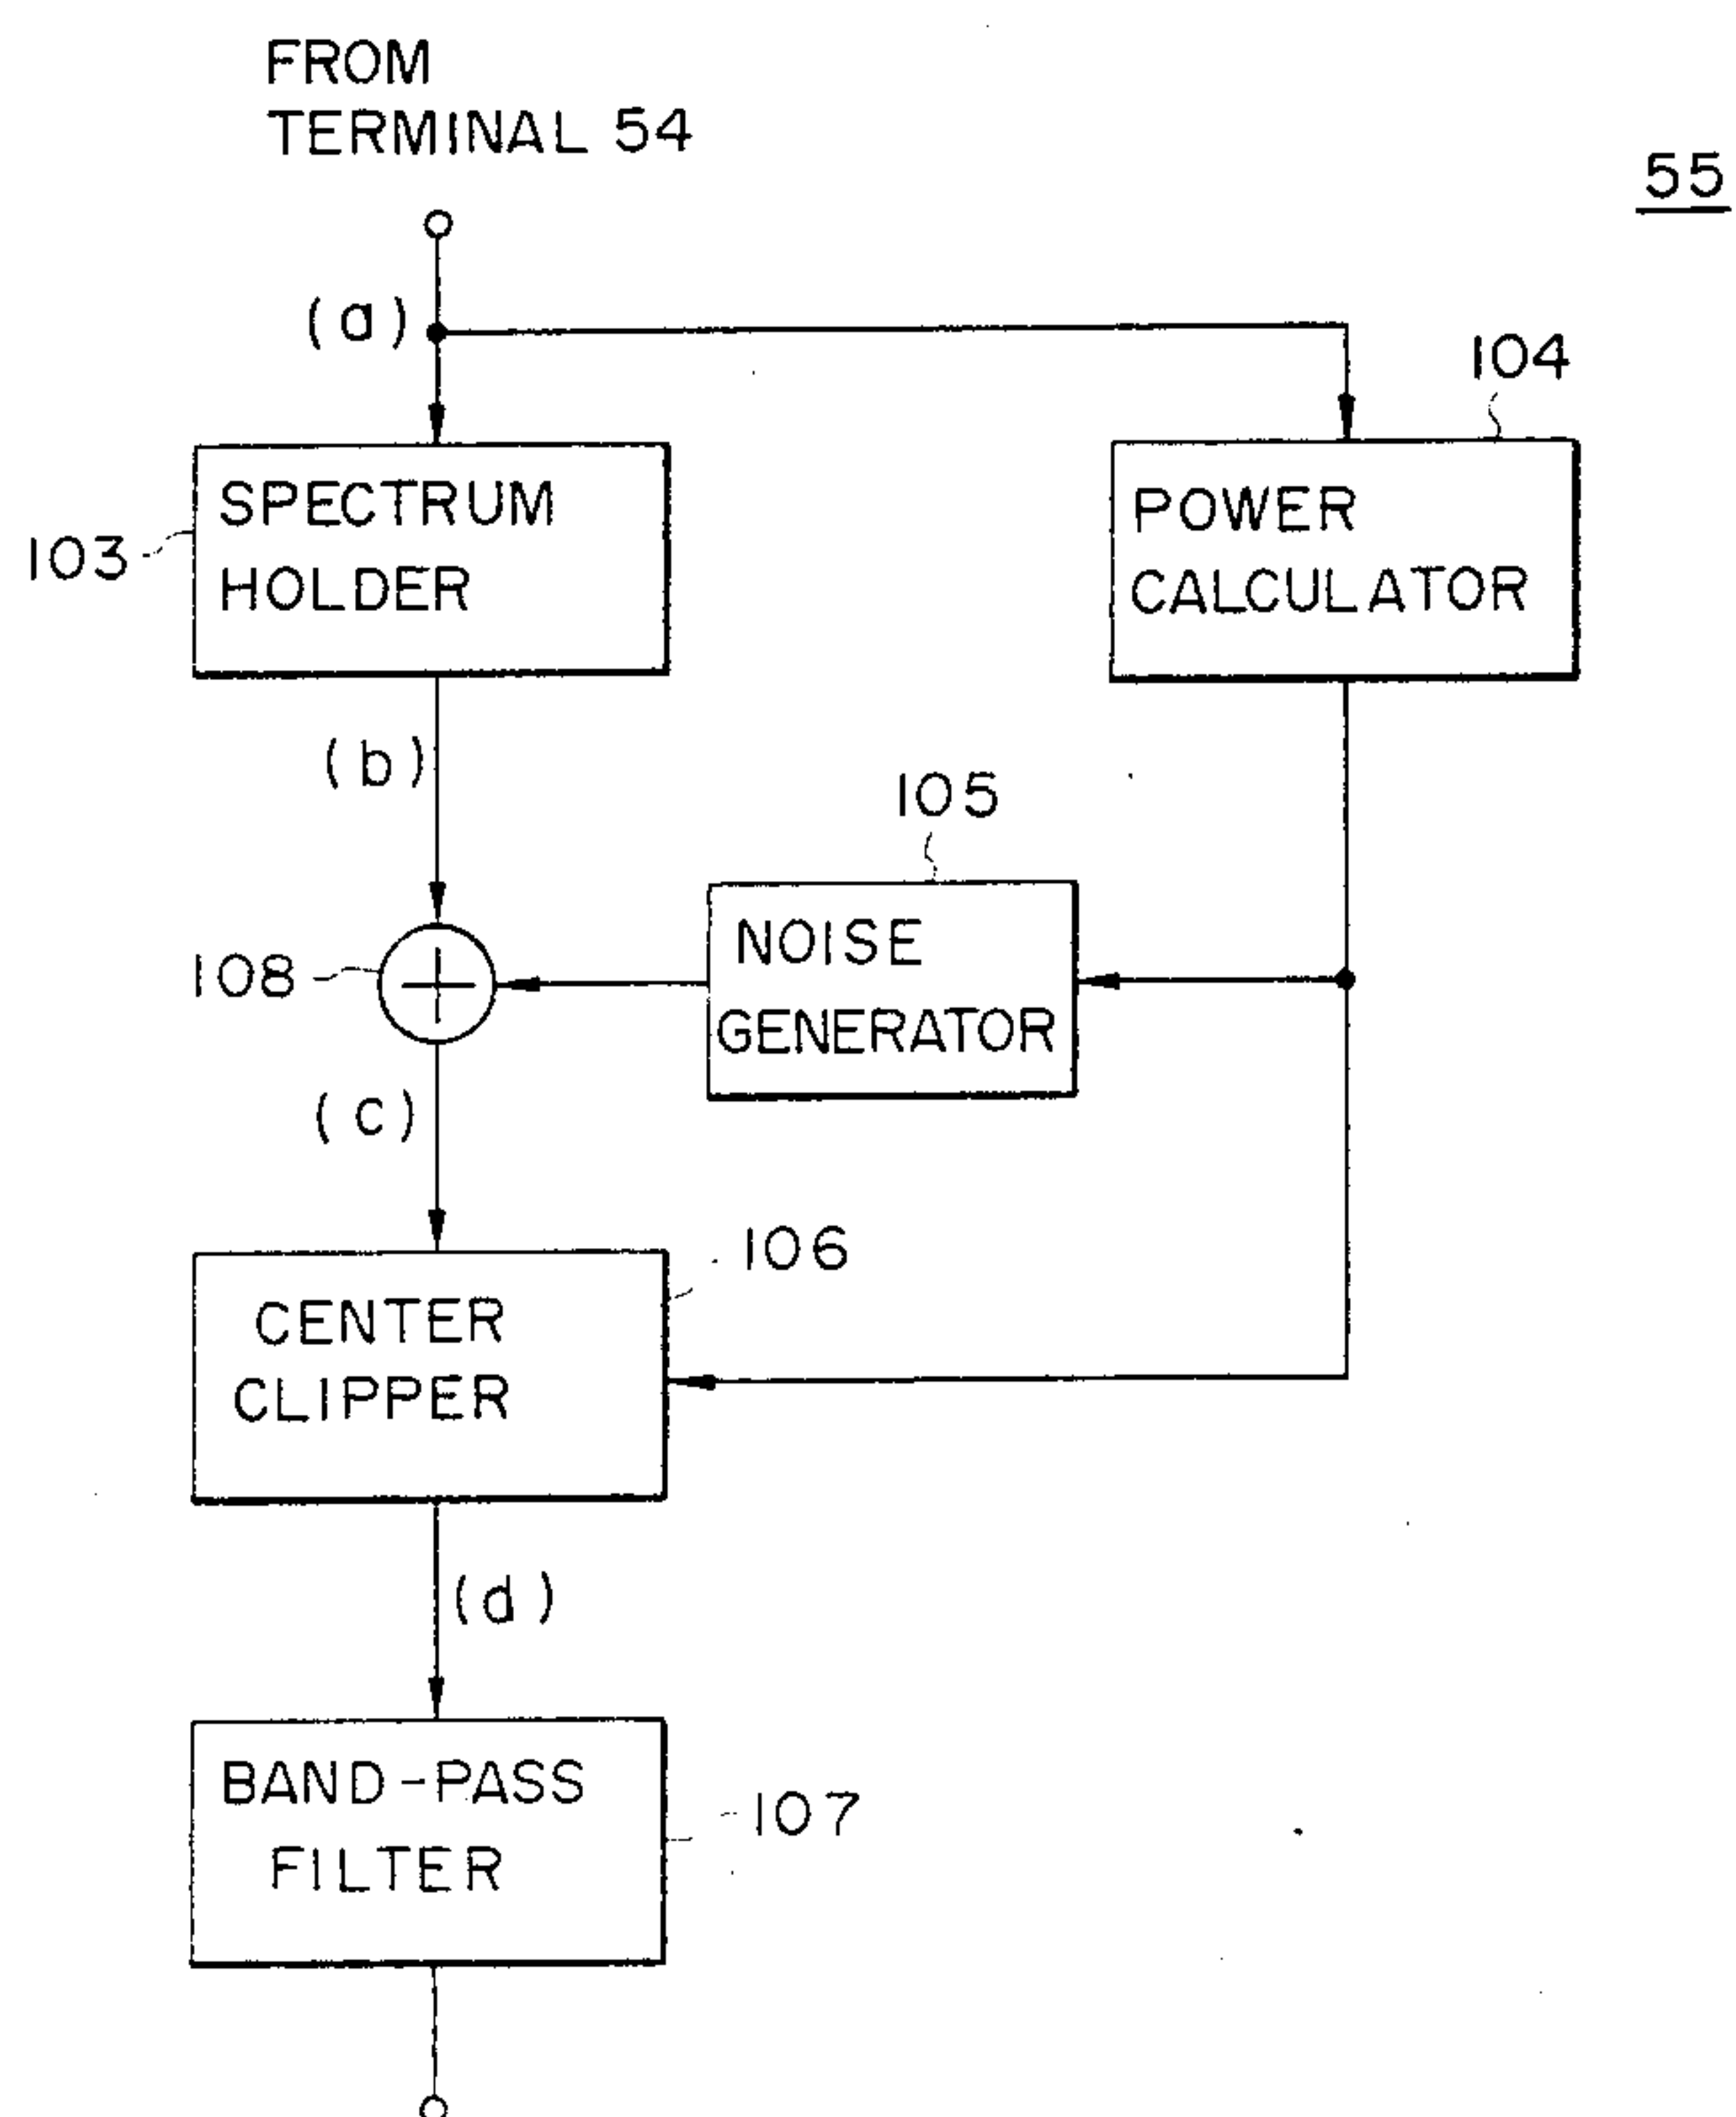 FROM
TERMINAL 54
55
(a)
104
SPECTRUM
HOLDER
103
POWER
CALCULATOR
(b)
105
NOISE
GENERATOR
108
(c)
106
CENTER
CLIPPER
(d)
BAND-PASS
FILTER
107